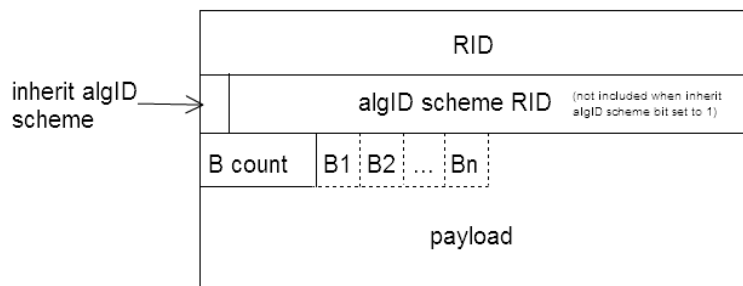 RID
inherit algID
scheme
algID scheme RID
(not included when inherit
algID scheme bit set to 1)
B count B1 B2 ... Bn
payload